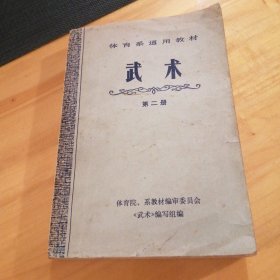 体育系通用教材
武术
第二册
体育院、系教材编审委员会
《武术》编写组编